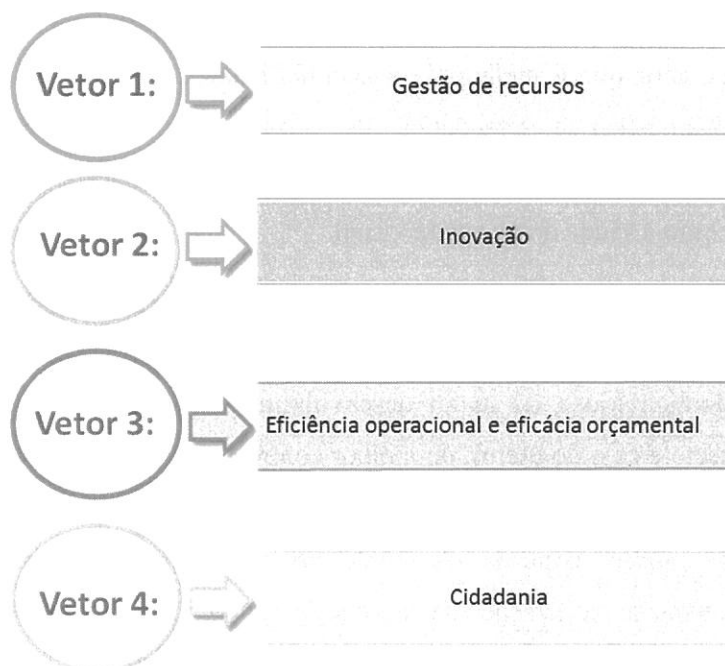 Vetor 1:
Gestão de recursos
Vetor 2:
Inovação
Vetor 3:
Eficiência operacional e eficácia orçamental
Vetor 4:
Cidadania